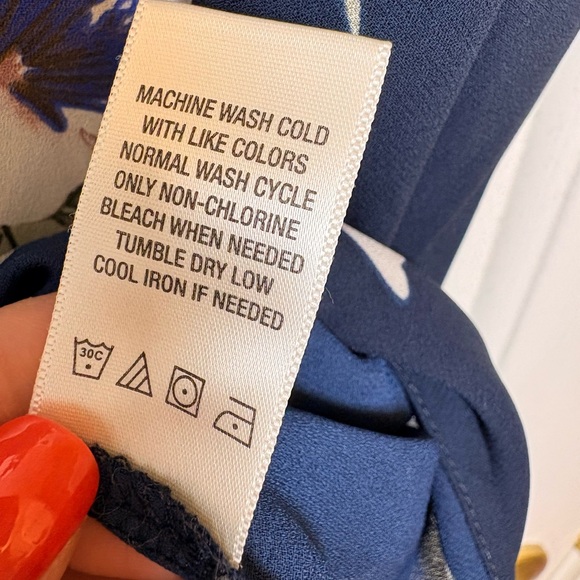 MACHINE WASH COLD
WITH LIKE COLORS
NORMAL WASH CYCLE
ONLY NON-CHLORINE
BLEACH WHEN NEEDED
TUMBLE DRY LOW
COOL IRON IF NEEDED
30C